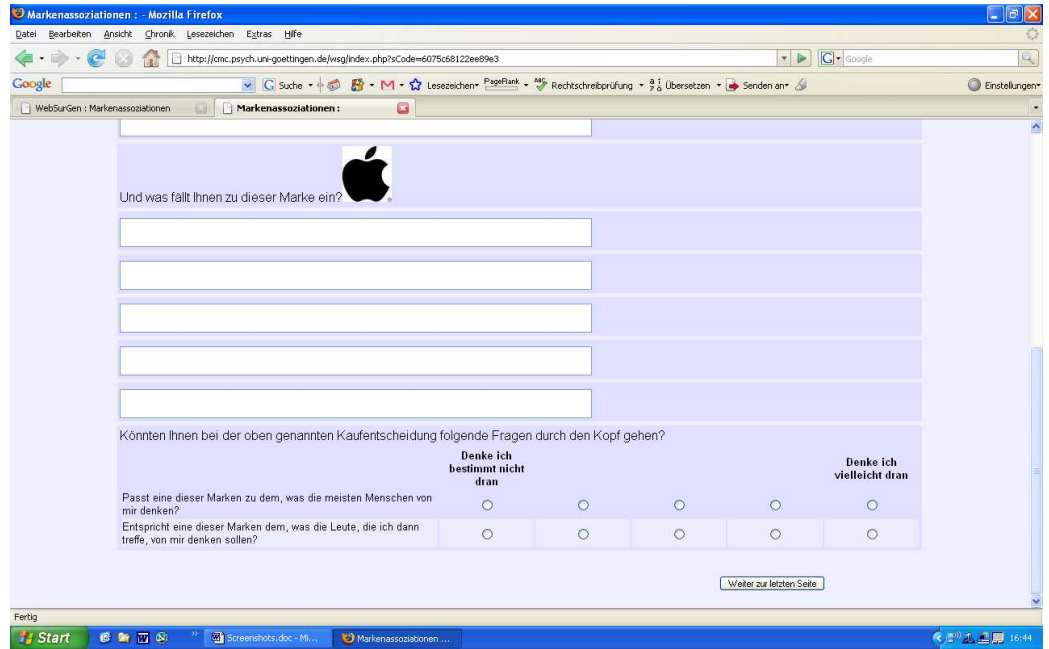 Markenassoziationen : - Mozilla Firefox
Datei Bearbeiten Ansicht Chronik Lesezeichen Extras Hilfe
http://cmc.psych.uni-goettingen.de/wsg/index.php?sCode=6075c68122ee89e3 G Google
Google G Suche M Lesezeichen PageRank ABC Rechtschreibprüfung Übersetzen Senden an Einstellungen
WebSurGen : Markenassoziationen Markenassoziationen :
Und was fällt Ihnen zu dieser Marke ein?
Könnten Ihnen bei der oben genannten Kaufentscheidung folgende Fragen durch den Kopf gehen?
Denke ich
bestimmt nicht
dran
Denke ich
vielleicht dran
Passt eine dieser Marken zu dem, was die meisten Menschen von
mir denken?
Entspricht eine dieser Marken dem, was die Leute, die ich dann
treffe, von mir denken sollen?
Weiter zur letzten Seite
Fertig
Start W » Screenshots.doc - Mi... Markenassoziationen ... 16:44